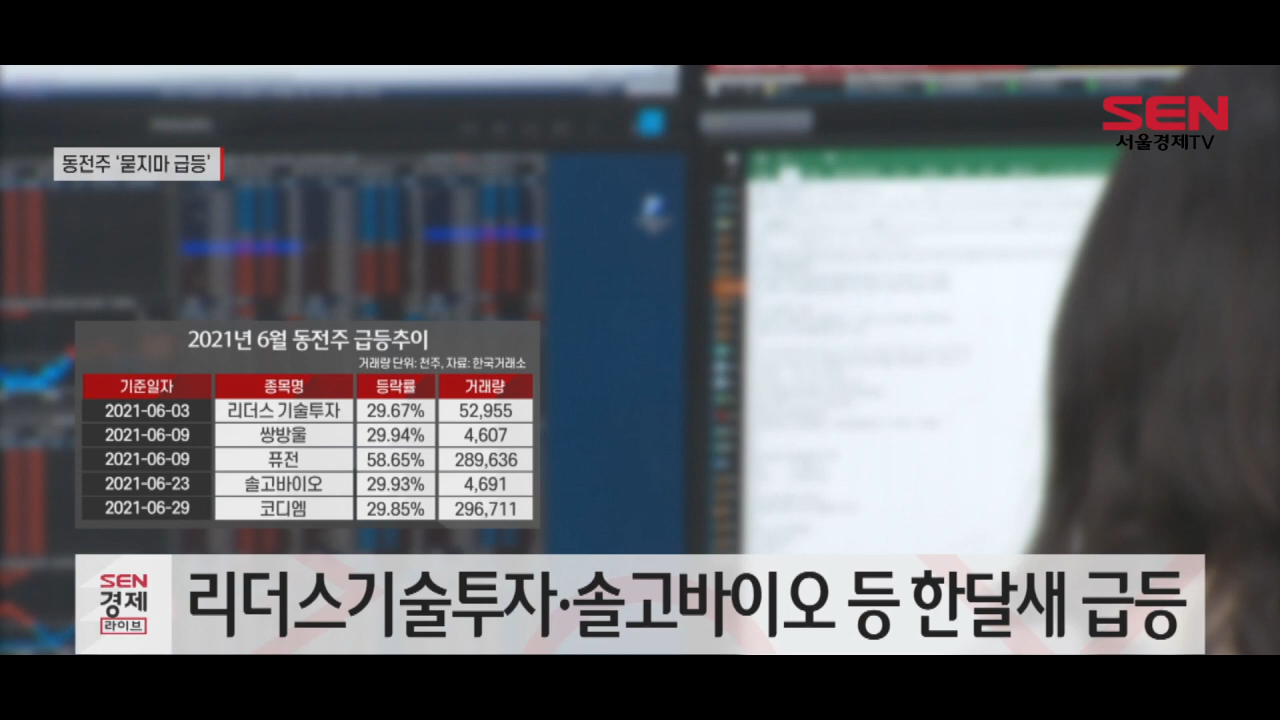 SEN
서울경제TV
동전주 '묻지마 급등'
2021년 6월 동전주 급등추이
거래량 단위: 천주, 자료: 한국거래소
기준일자 종목명 등락률 거래량
2021-06-03 리더스 기술투자 29.67% 52,955
2021-06-09 쌍방울 29.94% 4,607
2021-06-09 퓨전 58.65% 289,636
2021-06-23 솔고바이오 29.93% 4,691
2021-06-29 코디엠 29.85% 296,711
SEN
경제
라이브
리더스기술투자·솔고바이오 등 한달새 급등